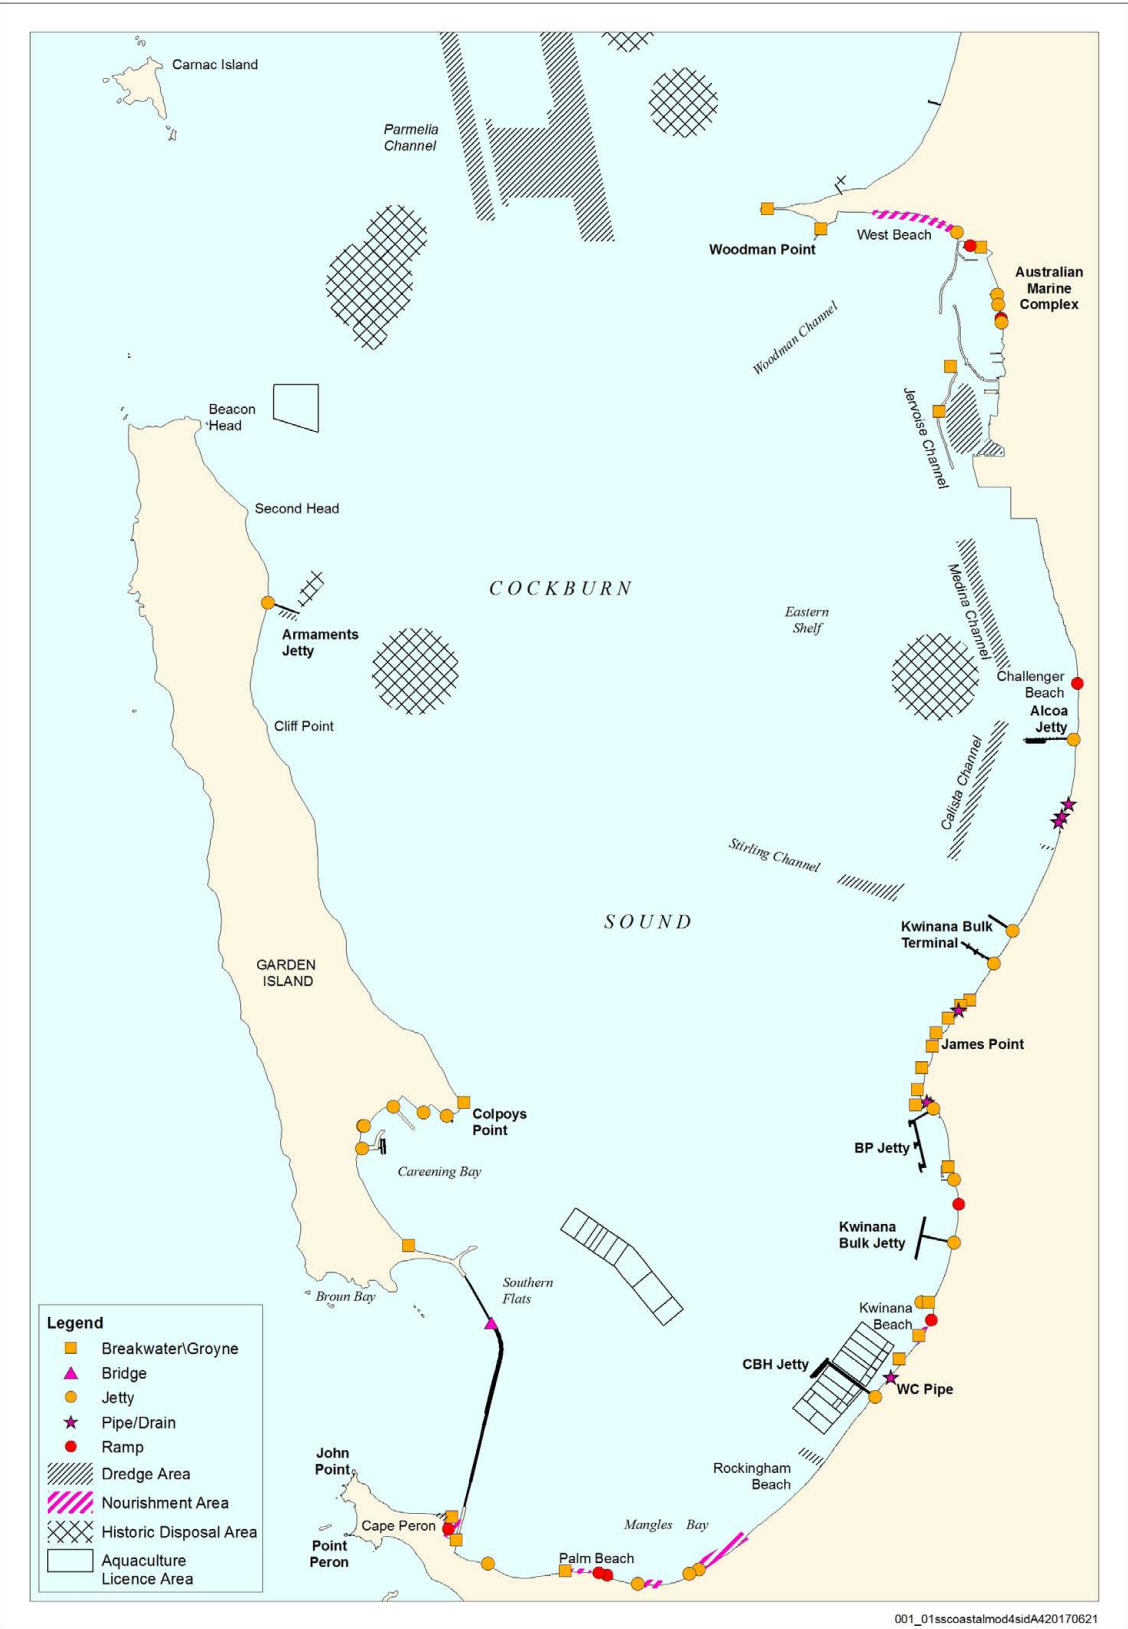 Carnac Island
Parmelia
Channel
Woodman Point
West Beach
Australian
Marine
Complex
Woodman Channel
Jervoise Channel
Beacon
Head
Second Head
COCKBURN
Eastern
Shelf
Medina Channel
Armaments
Jetty
Challenger
Beach
Alcoa
Jetty
Cliff Point
Calista Channel
Stirling Channel
SOUND
Kwinana Bulk
Terminal
GARDEN
ISLAND
James Point
Colpoys
Point
BP Jetty
Careening Bay
Kwinana
Bulk Jetty
Southern
Flats
Broun Bay
Kwinana
Beach
CBH Jetty
WC Pipe
Rockingham
Beach
John
Point
Cape Peron
Point
Peron
Mangles Bay
Palm Beach
Legend
Breakwater\Groyne
Bridge
Jetty
Pipe/Drain
Ramp
Dredge Area
Nourishment Area
Historic Disposal Area
Aquaculture
Licence Area
001_01sscoastalmod4sidA420170621